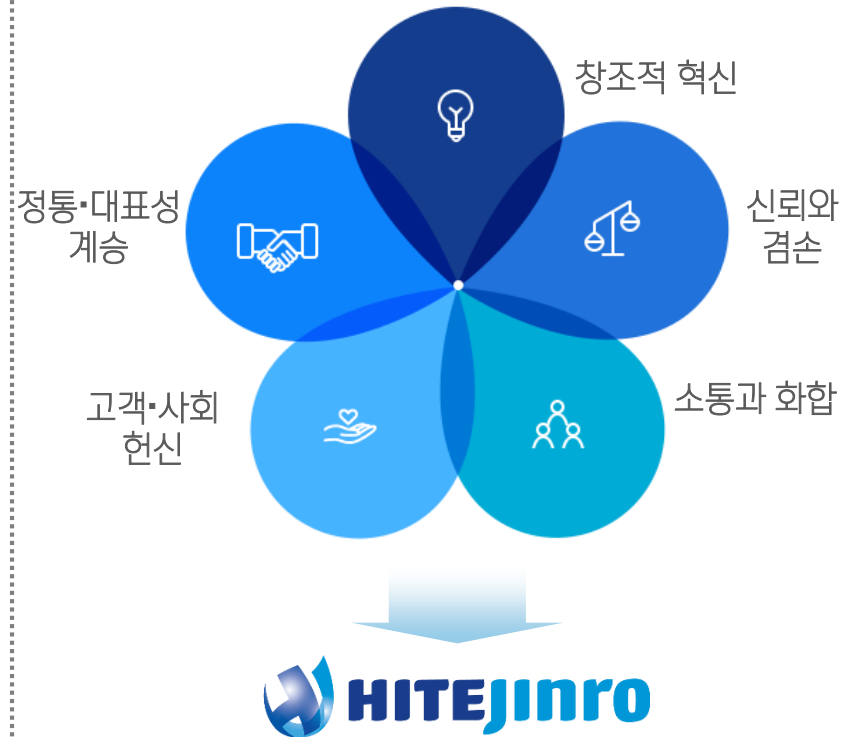 창조적 혁신
신뢰와
겸손
소통과 화합
고객·사회
헌신
정통·대표성
계승
HITEJINRO